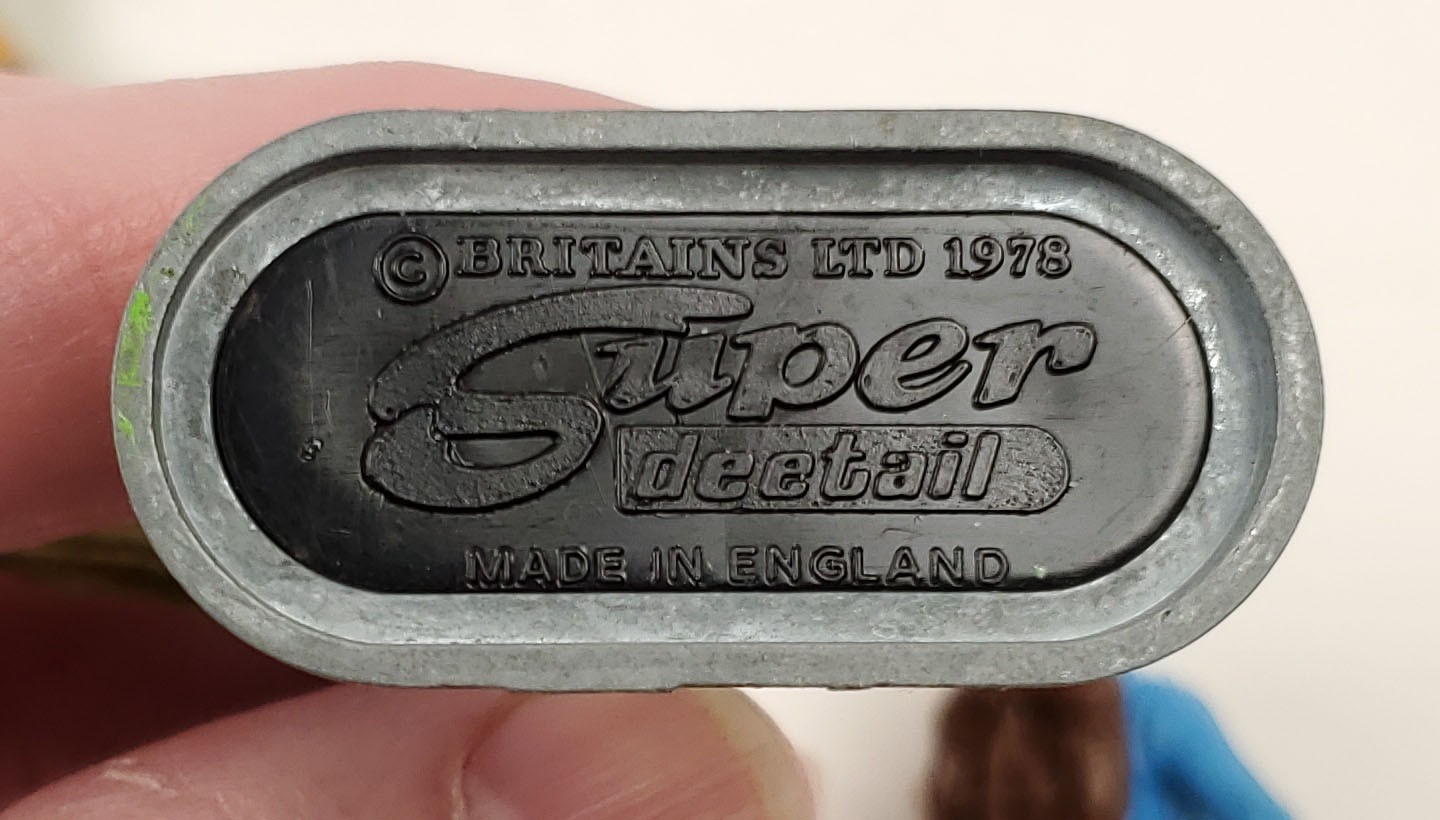 © BRITAINS LTD 1978
Super
deetail
MADE IN ENGLAND